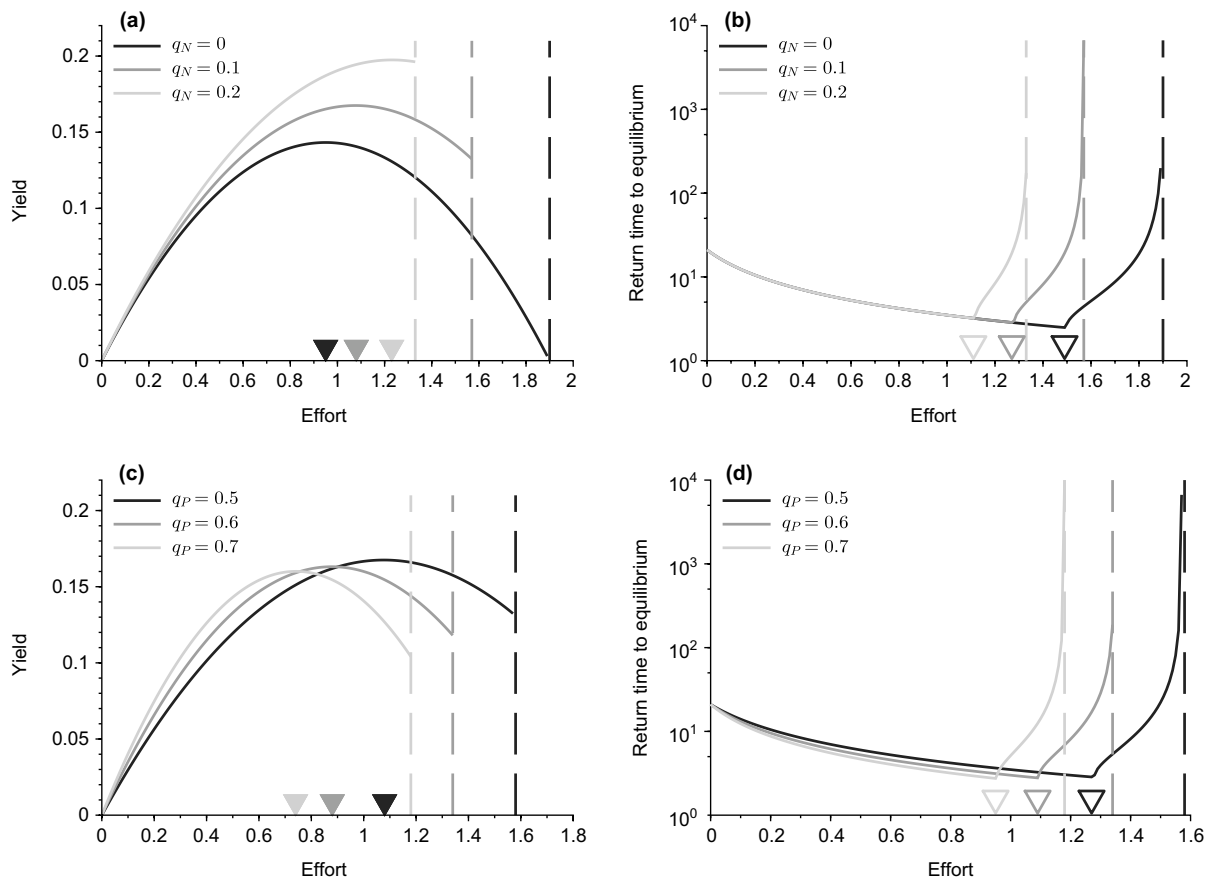 (a)
q_N = 0
q_N = 0.1
q_N = 0.2
Yield
0.2
0.15
0.1
0.05
0
0 0.2 0.4 0.6 0.8 1 1.2 1.4 1.6 1.8 2
Effort
(b)
q_N = 0
q_N = 0.1
q_N = 0.2
Return time to equilibrium
10^4
10^3
10^2
10^1
10^0
0 0.2 0.4 0.6 0.8 1 1.2 1.4 1.6 1.8 2
Effort
(c)
q_P = 0.5
q_P = 0.6
q_P = 0.7
Yield
0.2
0.15
0.1
0.05
0
0 0.2 0.4 0.6 0.8 1 1.2 1.4 1.6 1.8
Effort
(d)
q_P = 0.5
q_P = 0.6
q_P = 0.7
Return time to equilibrium
10^4
10^3
10^2
10^1
10^0
0 0.2 0.4 0.6 0.8 1 1.2 1.4 1.6
Effort